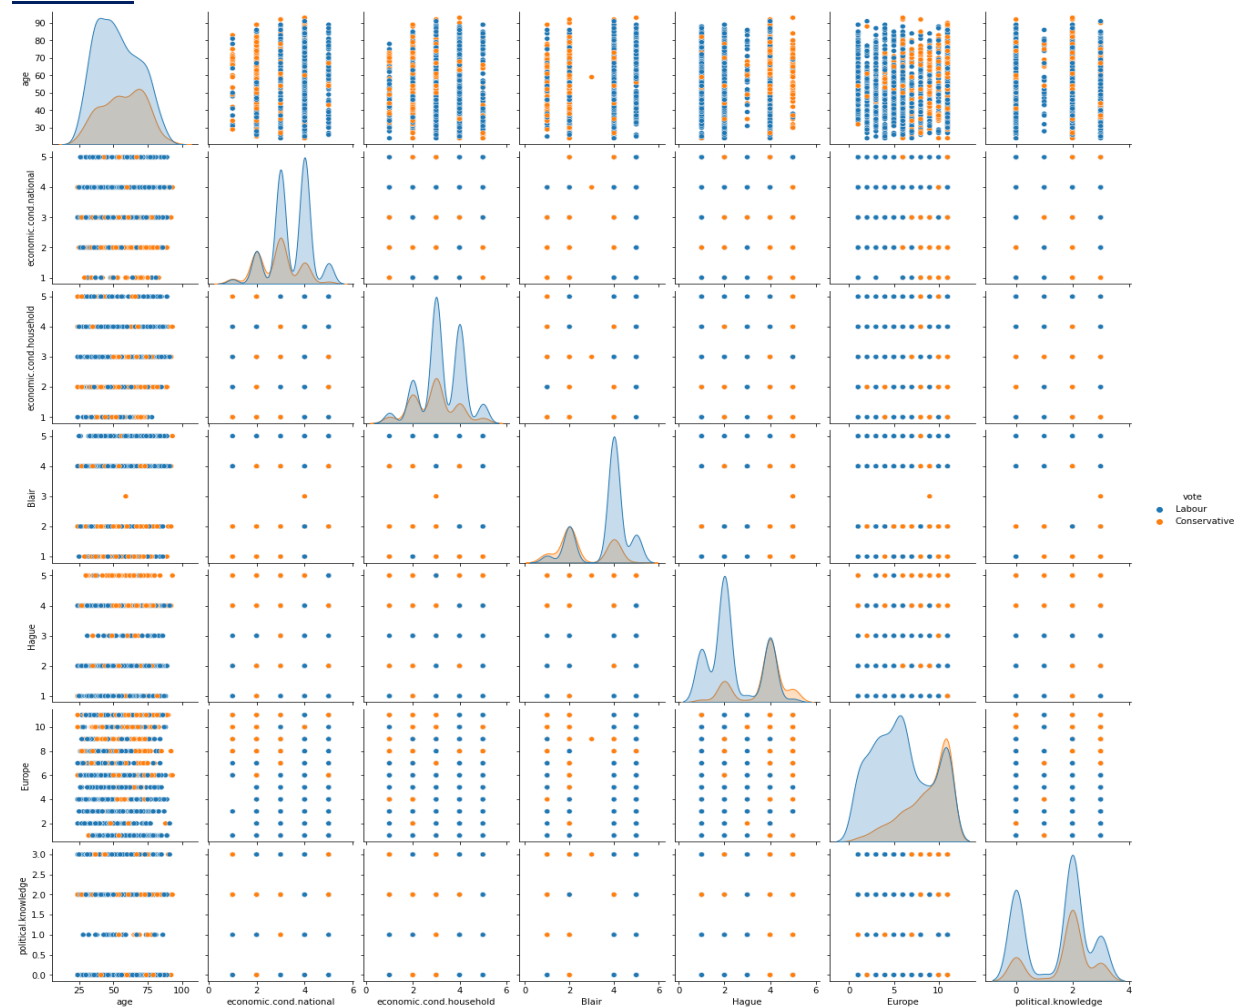 90
80
70
60
50
40
30
age
5
4
3
2
1
economic.cond.national
5
4
3
2
1
economic.cond.household
5
4
3
2
1
Blair
vote
Labour
Conservative
5
4
3
2
1
Hague
10
8
6
4
2
Europe
3.0
2.5
2.0
1.5
1.0
0.5
0.0
political.knowledge
25 50 75 100
0 2 4 6
0 2 4 6
0 2 4 6
0 2 4 6
0 5 10
0 2 4
age economic.cond.national economic.cond.household Blair Hague Europe political.knowledge